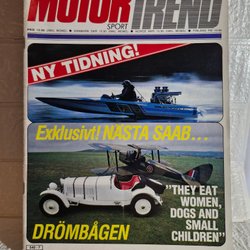 MOTOR TREND
SPORT
NY TIDNING!
Exklusivt! NÄSTA SAAB...
"THEY EAT
WOMEN,
DOGS AND
SMALL
CHILDREN"
DRÖMBÅGEN